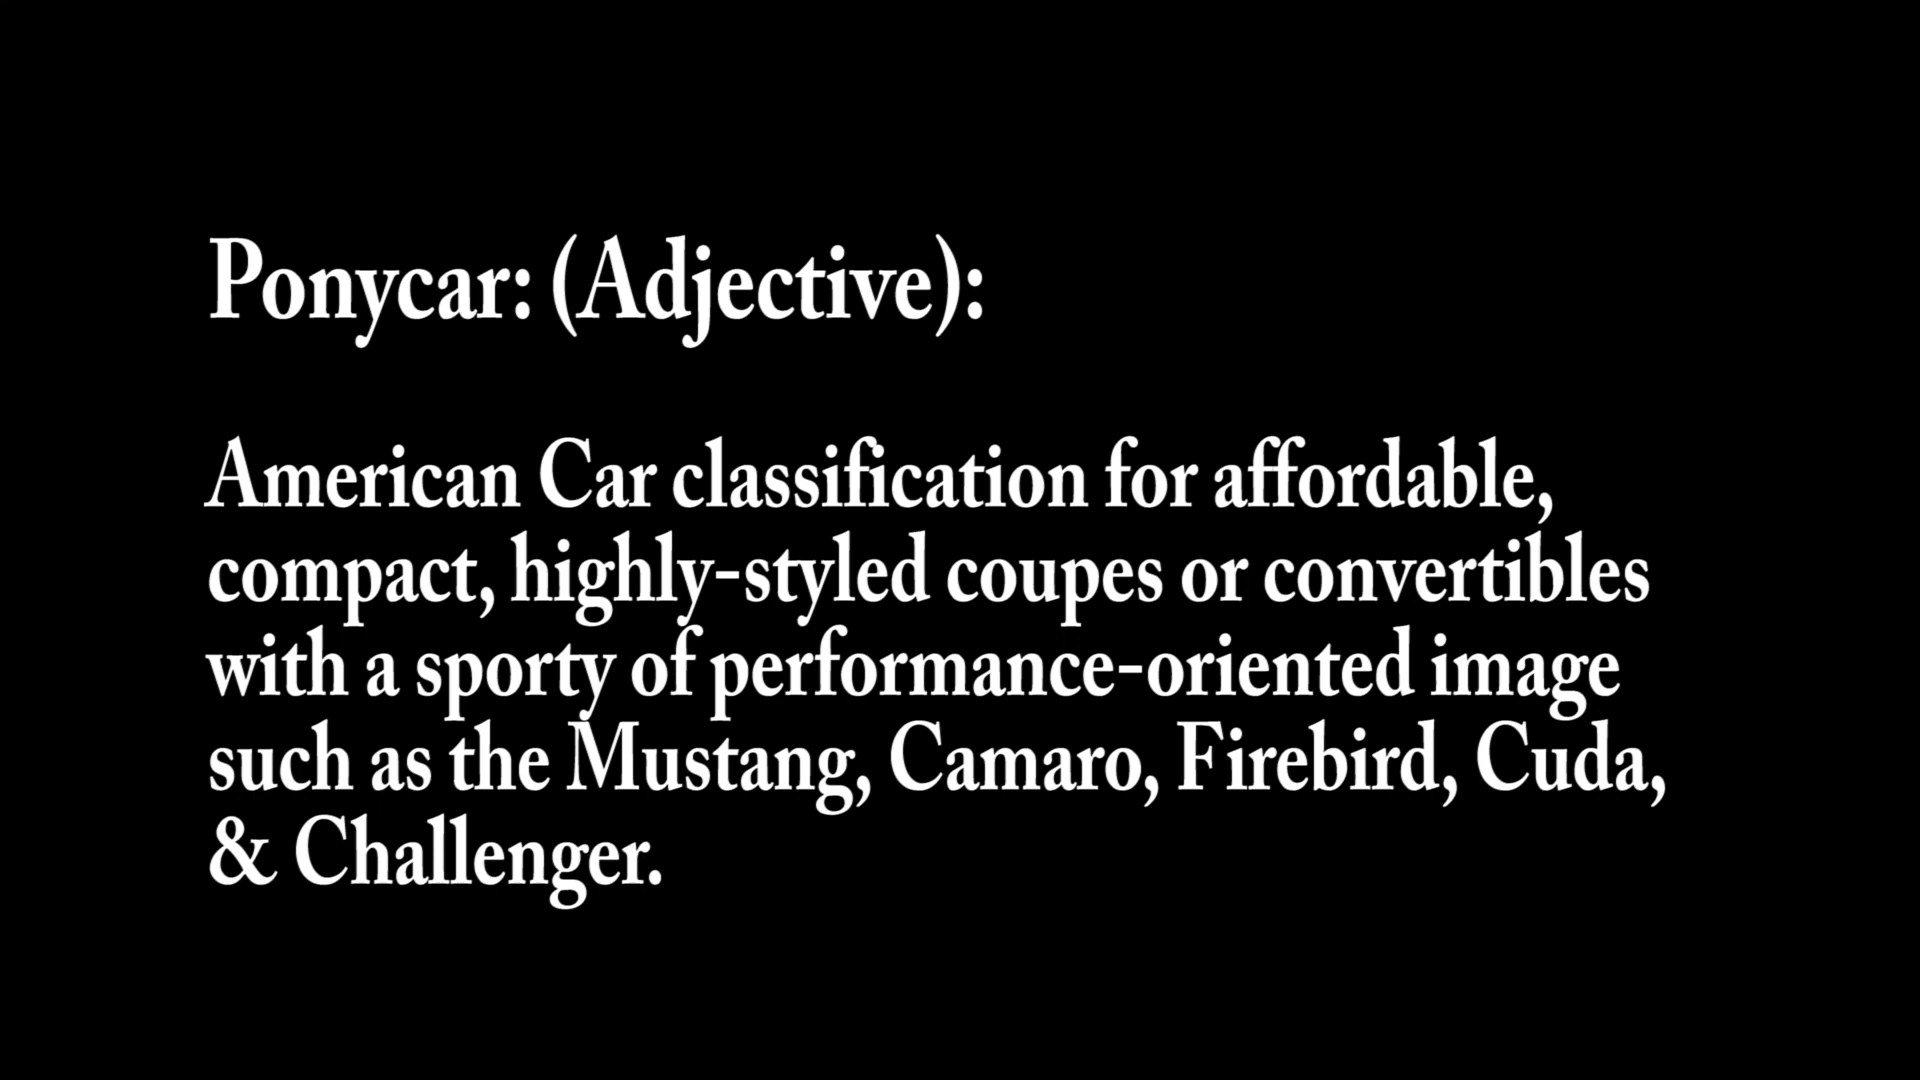 Ponycar: (Adjective):
American Car classification for affordable,
compact, highly-styled coupes or convertibles
with a sporty of performance-oriented image
such as the Mustang, Camaro, Firebird, Cuda,
& Challenger.